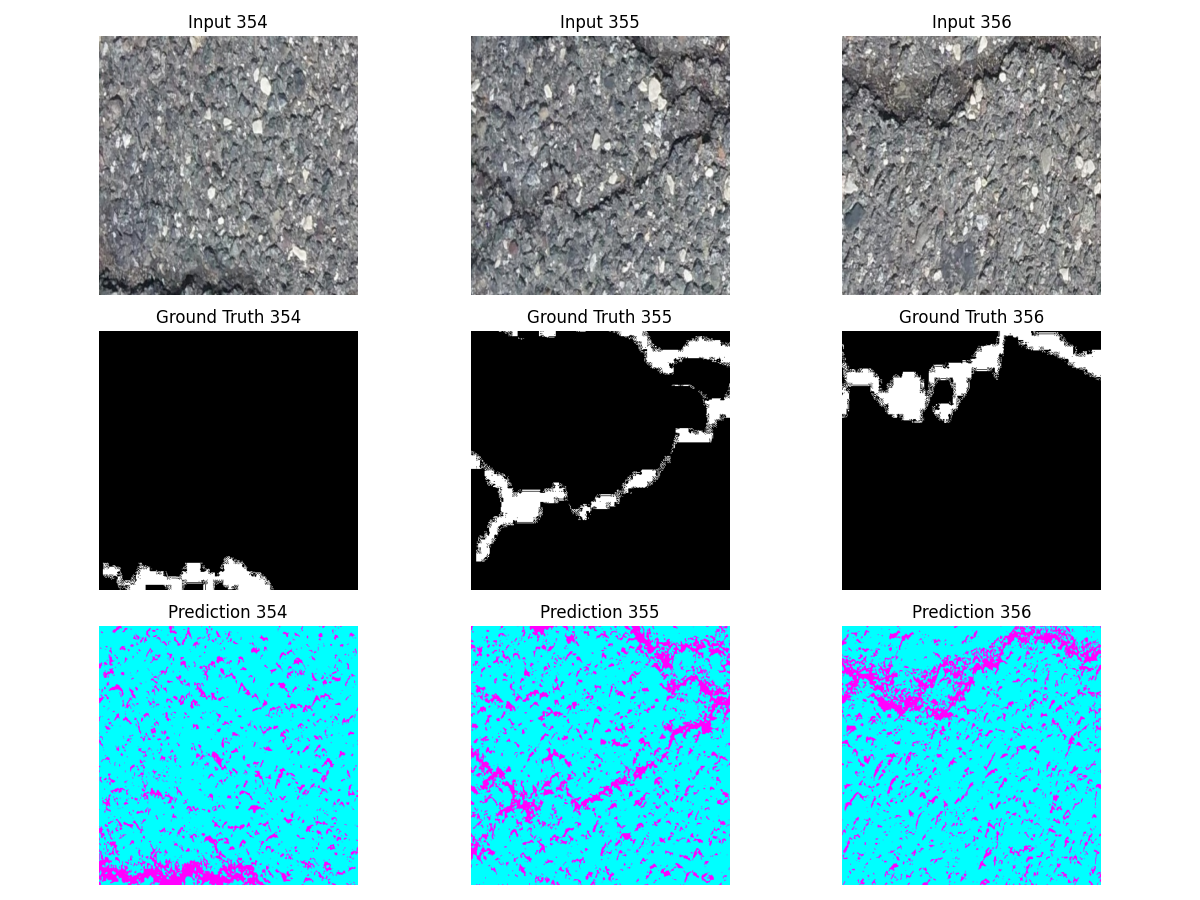 Input 354
Input 355
Input 356
Ground Truth 354
Ground Truth 355
Ground Truth 356
Prediction 354
Prediction 355
Prediction 356